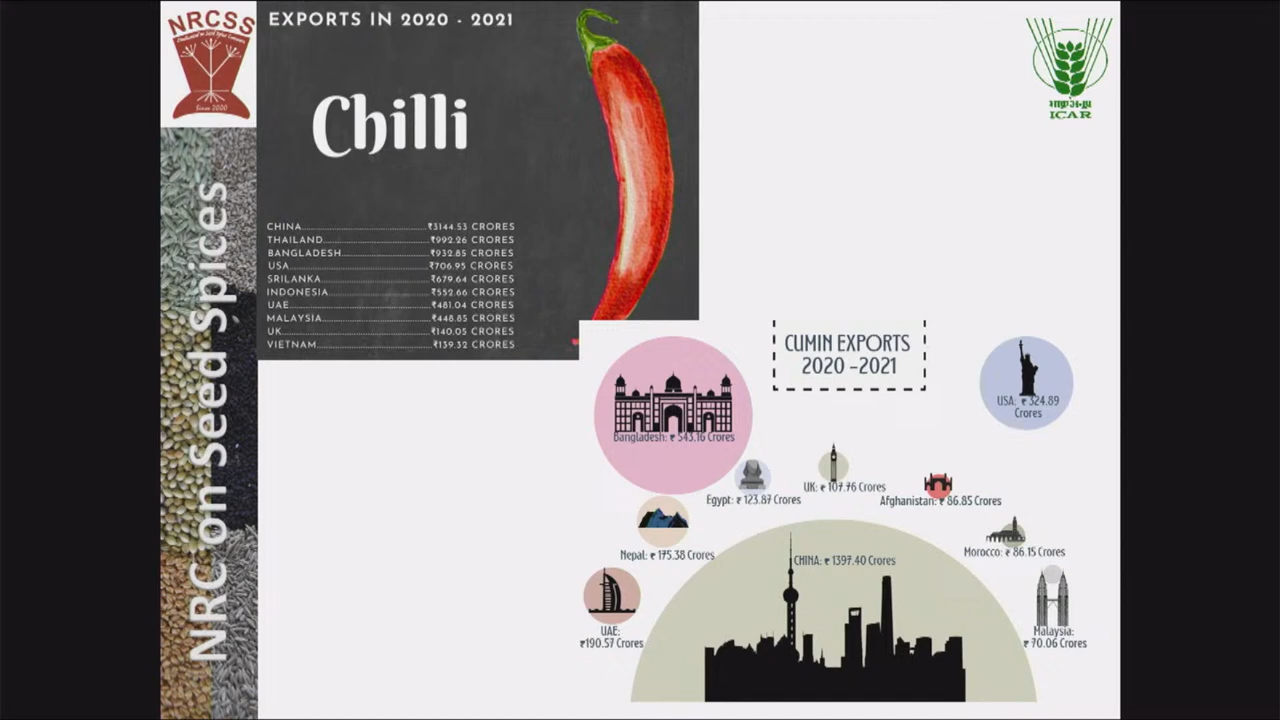 NRCSS
Since 2000
NRC on Seed Spices
EXPORTS IN 2020 - 2021
Chilli
CHINA ₹3144.53 CRORES
THAILAND ₹992.26 CRORES
BANGLADESH ₹932.85 CRORES
USA ₹706.95 CRORES
SRILANKA ₹679.64 CRORES
INDONESIA ₹552.66 CRORES
UAE ₹481.04 CRORES
MALAYSIA ₹448.85 CRORES
UK ₹140.05 CRORES
VIETNAM ₹139.32 CRORES
भाकृअनुप
ICAR
CUMIN EXPORTS
2020 -2021
USA: ₹ 324.89
Crores
Bangladesh: ₹ 543.16 Crores
Egypt: ₹ 123.87 Crores
UK: ₹ 107.76 Crores
Afghanistan: ₹ 86.85 Crores
Nepal: ₹ 175.38 Crores
CHINA: ₹ 1397.40 Crores
Morocco: ₹ 86.15 Crores
UAE:
₹190.57 Crores
Malaysia:
₹ 70.06 Crores